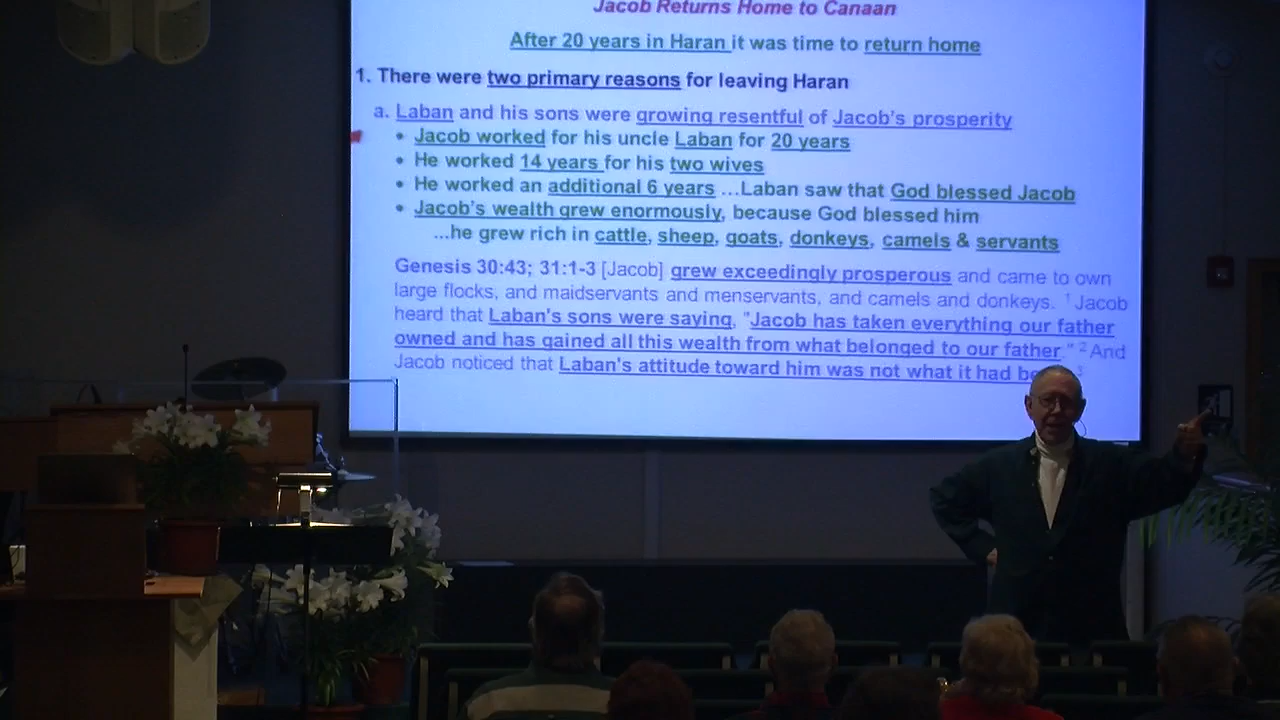 Jacob Returns Home to Canaan
After 20 years in Haran it was time to return home
1. There were two primary reasons for leaving Haran
a. Laban and his sons were growing resentful of Jacob's prosperity
• Jacob worked for his uncle Laban for 20 years
• He worked 14 years for his two wives
• He worked an additional 6 years ...Laban saw that God blessed Jacob
• Jacob's wealth grew enormously, because God blessed him
...he grew rich in cattle, sheep, goats, donkeys, camels & servants
Genesis 30:43; 31:1-3 [Jacob] grew exceedingly prosperous and came to own
large flocks, and maidservants and menservants, and camels and donkeys. 1 Jacob
heard that Laban's sons were saying, "Jacob has taken everything our father
owned and has gained all this wealth from what belonged to our father." 2 And
Jacob noticed that Laban's attitude toward him was not what it had 3